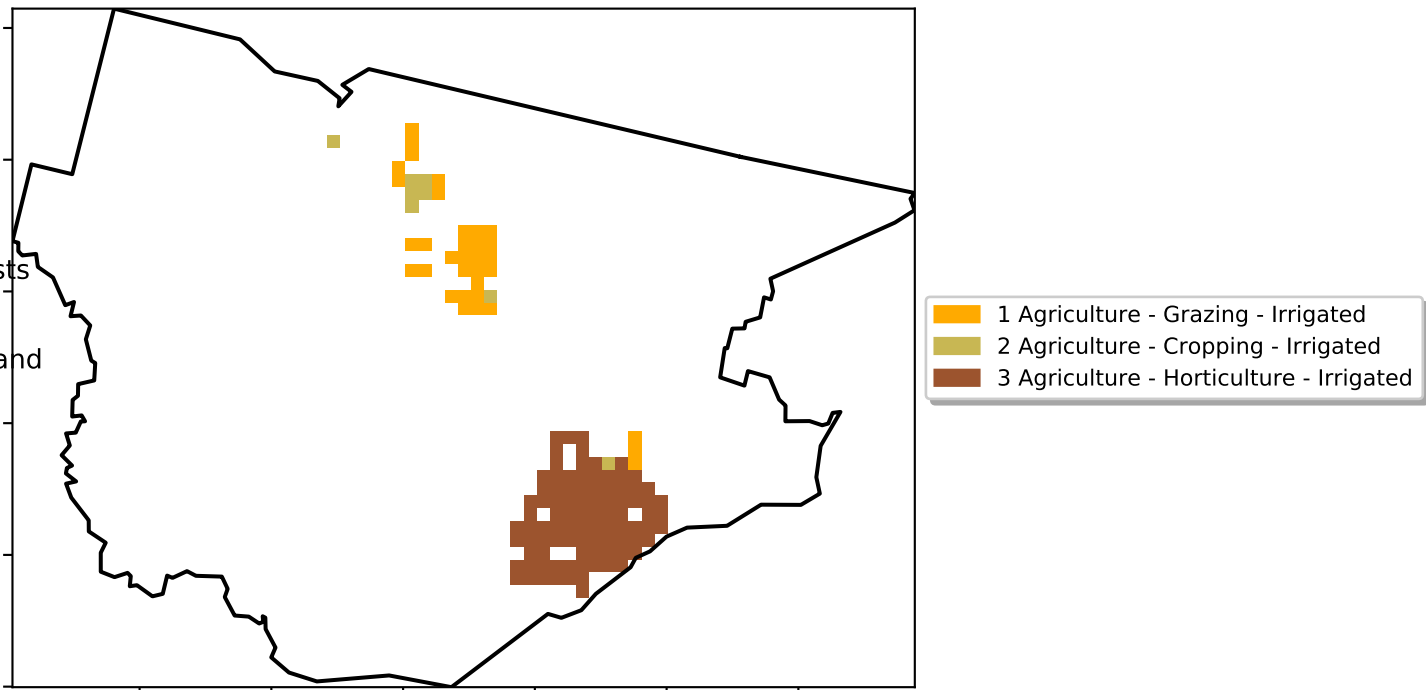 sts
and
1 Agriculture - Grazing - Irrigated
2 Agriculture - Cropping - Irrigated
3 Agriculture - Horticulture - Irrigated